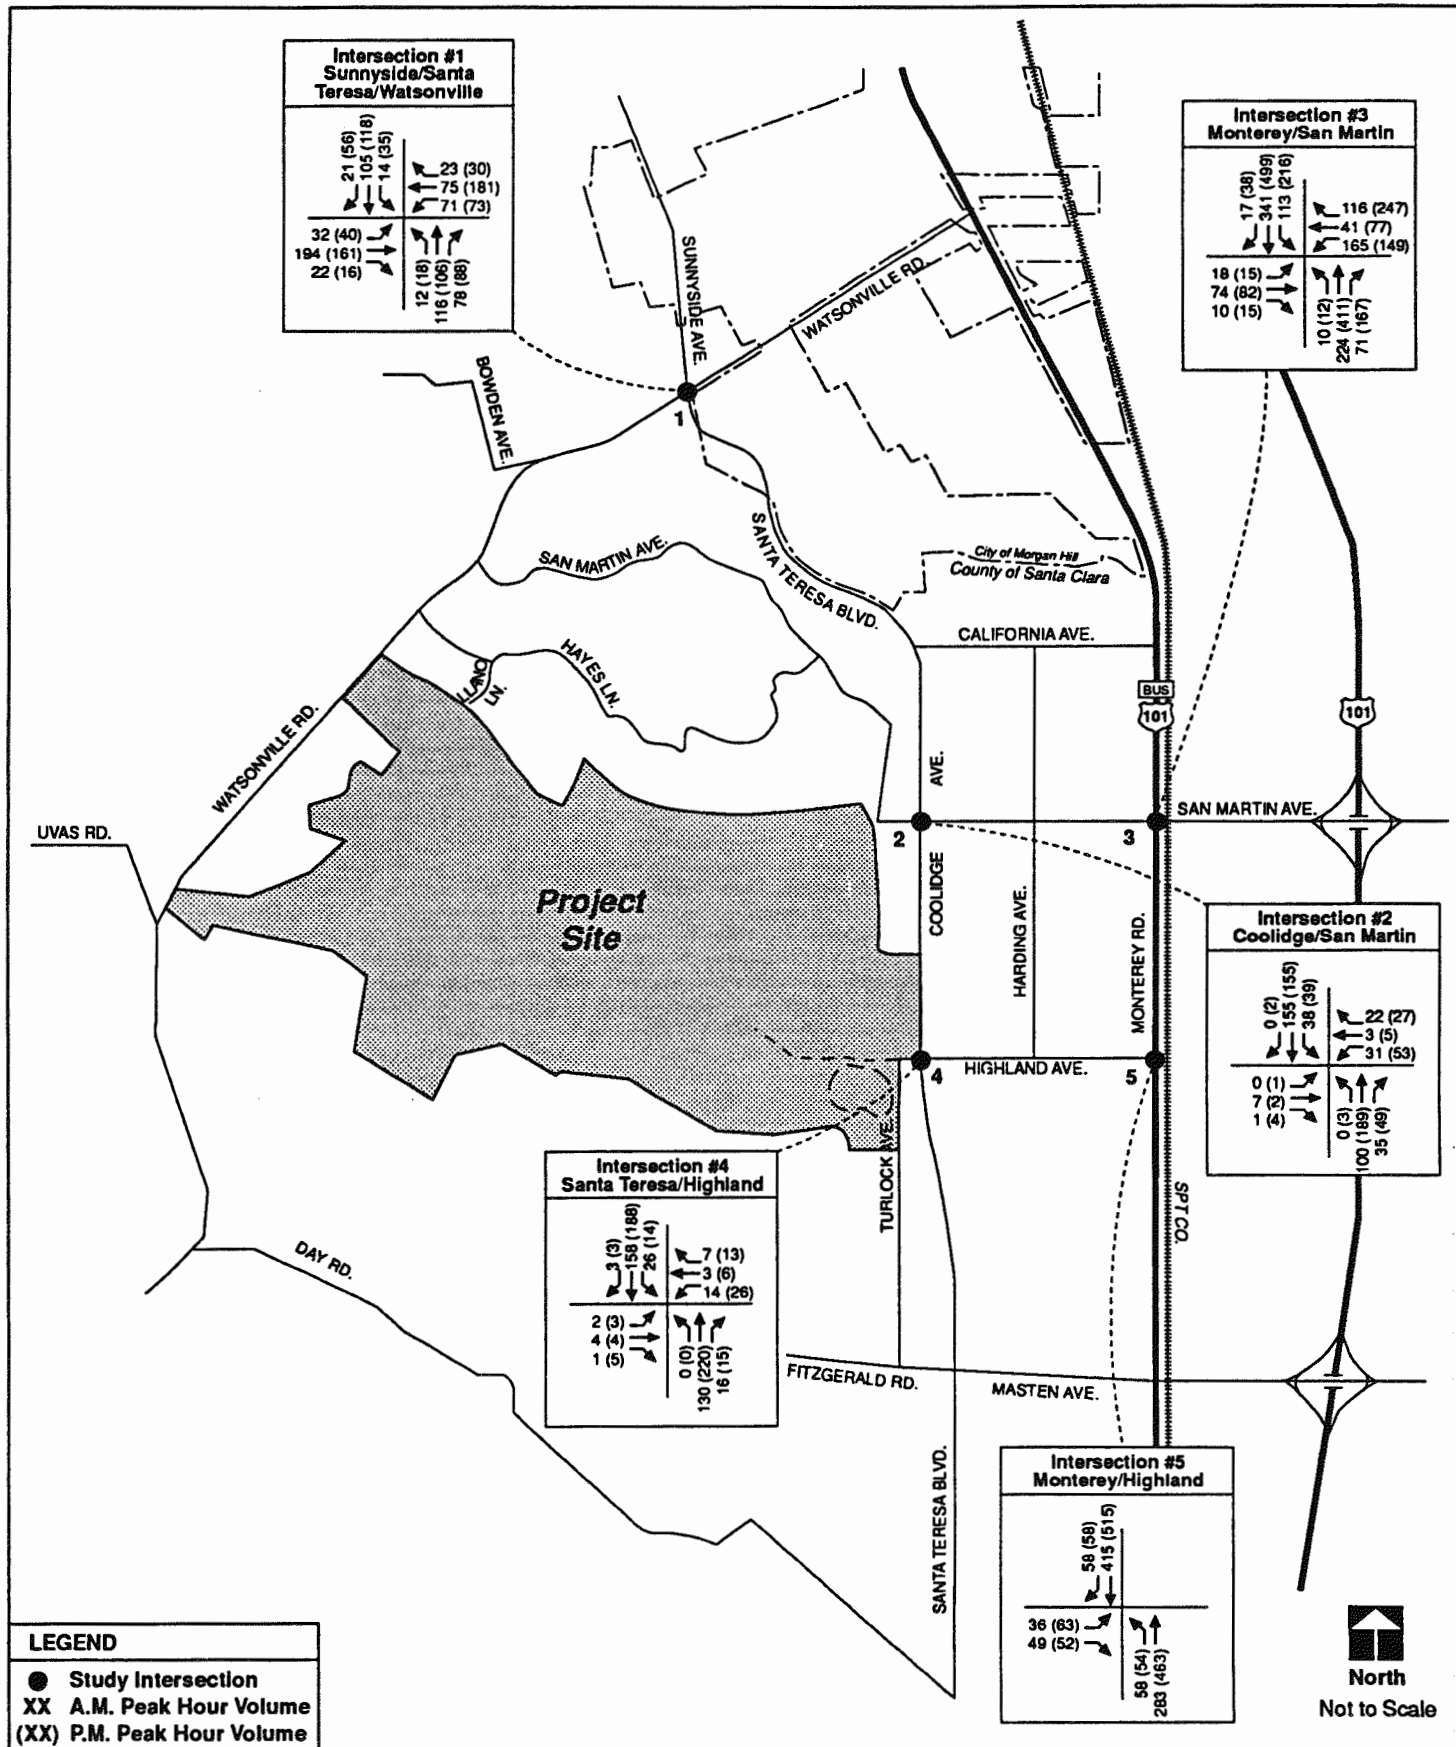 Intersection #1
Sunnyside/Santa
Teresa/Watsonville
21 (56)
105 (118)
14 (35)
23 (30)
75 (181)
71 (73)
32 (40)
194 (161)
22 (16)
12 (18)
116 (106)
78 (88)
Intersection #3
Monterey/San Martin
17 (38)
341 (499)
113 (216)
116 (247)
41 (77)
165 (149)
18 (15)
74 (82)
10 (15)
10 (12)
224 (411)
71 (167)
SUNNYSIDE AVE.
WATSONVILLE RD.
BOWDEN AVE.
1
SANTA TERESA BLVD.
SAN MARTIN AVE.
City of Morgan Hill
County of Santa Clara
CALIFORNIA AVE.
HAYES LN.
LLANO
LN.
BUS
101
101
WATSONVILLE RD.
UVAS RD.
AVE.
SAN MARTIN AVE.
2
3
COOLIDGE
HARDING AVE.
MONTEREY RD.
Project
Site
Intersection #2
Coolidge/San Martin
0 (2)
155 (155)
38 (39)
22 (27)
3 (5)
31 (53)
0 (1)
7 (2)
1 (4)
0 (3)
100 (189)
35 (49)
4
HIGHLAND AVE.
5
TURLOCK AVE.
SPT CO.
Intersection #4
Santa Teresa/Highland
3 (3)
158 (188)
26 (14)
7 (13)
3 (6)
14 (26)
2 (3)
4 (4)
1 (5)
0 (0)
130 (220)
16 (15)
DAY RD.
FITZGERALD RD.
MASTEN AVE.
SANTA TERESA BLVD.
Intersection #5
Monterey/Highland
58 (58)
415 (515)
36 (63)
49 (52)
58 (54)
283 (463)
LEGEND
Study Intersection
XX A.M. Peak Hour Volume
(XX) P.M. Peak Hour Volume
North
Not to Scale